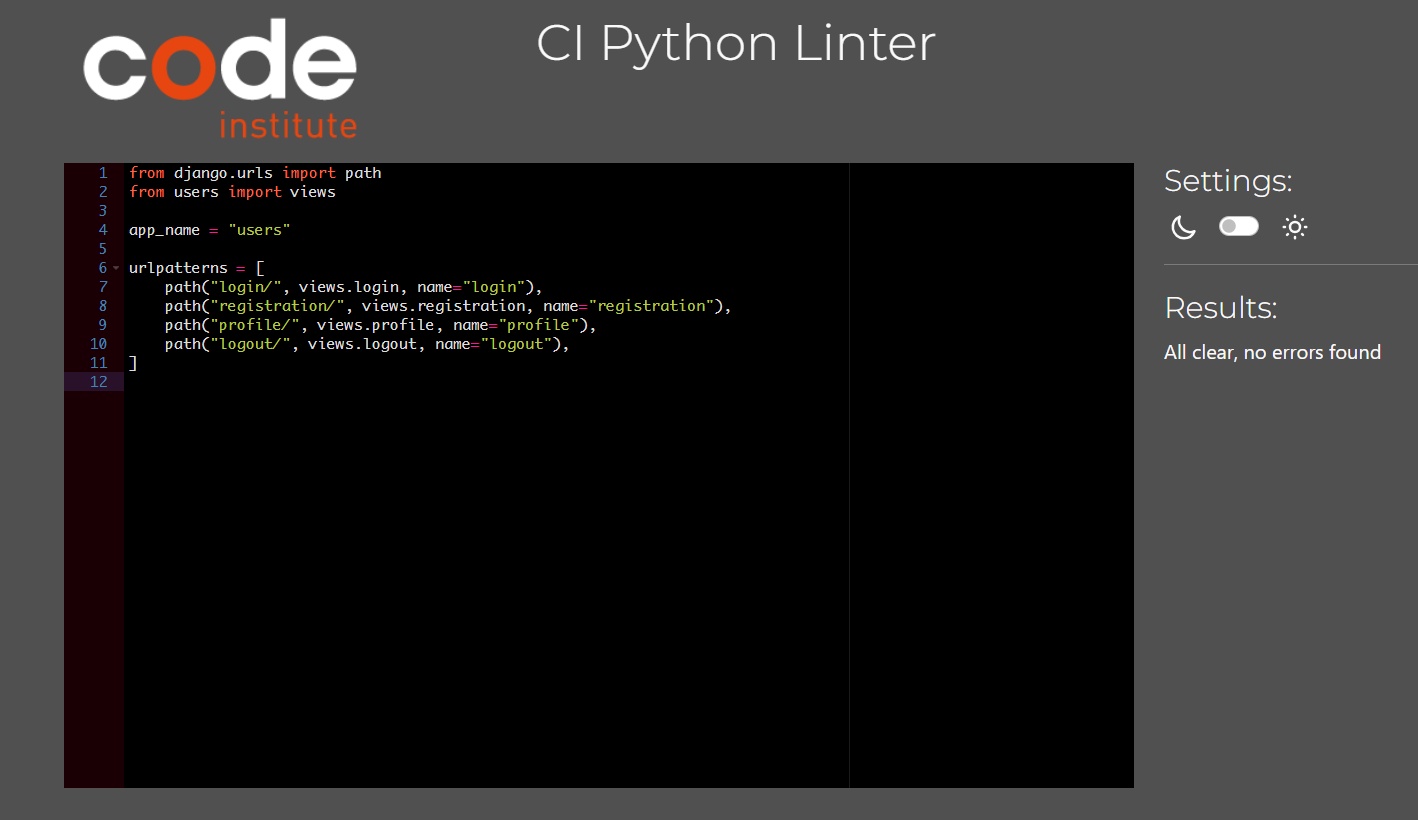 code
institute
CI Python Linter
1 from django.urls import path
2 from users import views
3
4 app_name = "users"
5
6 urlpatterns = [
7     path("login/", views.login, name="login"),
8     path("registration/", views.registration, name="registration"),
9     path("profile/", views.profile, name="profile"),
10     path("logout/", views.logout, name="logout"),
11 ]
12
Settings:
Results:
All clear, no errors found